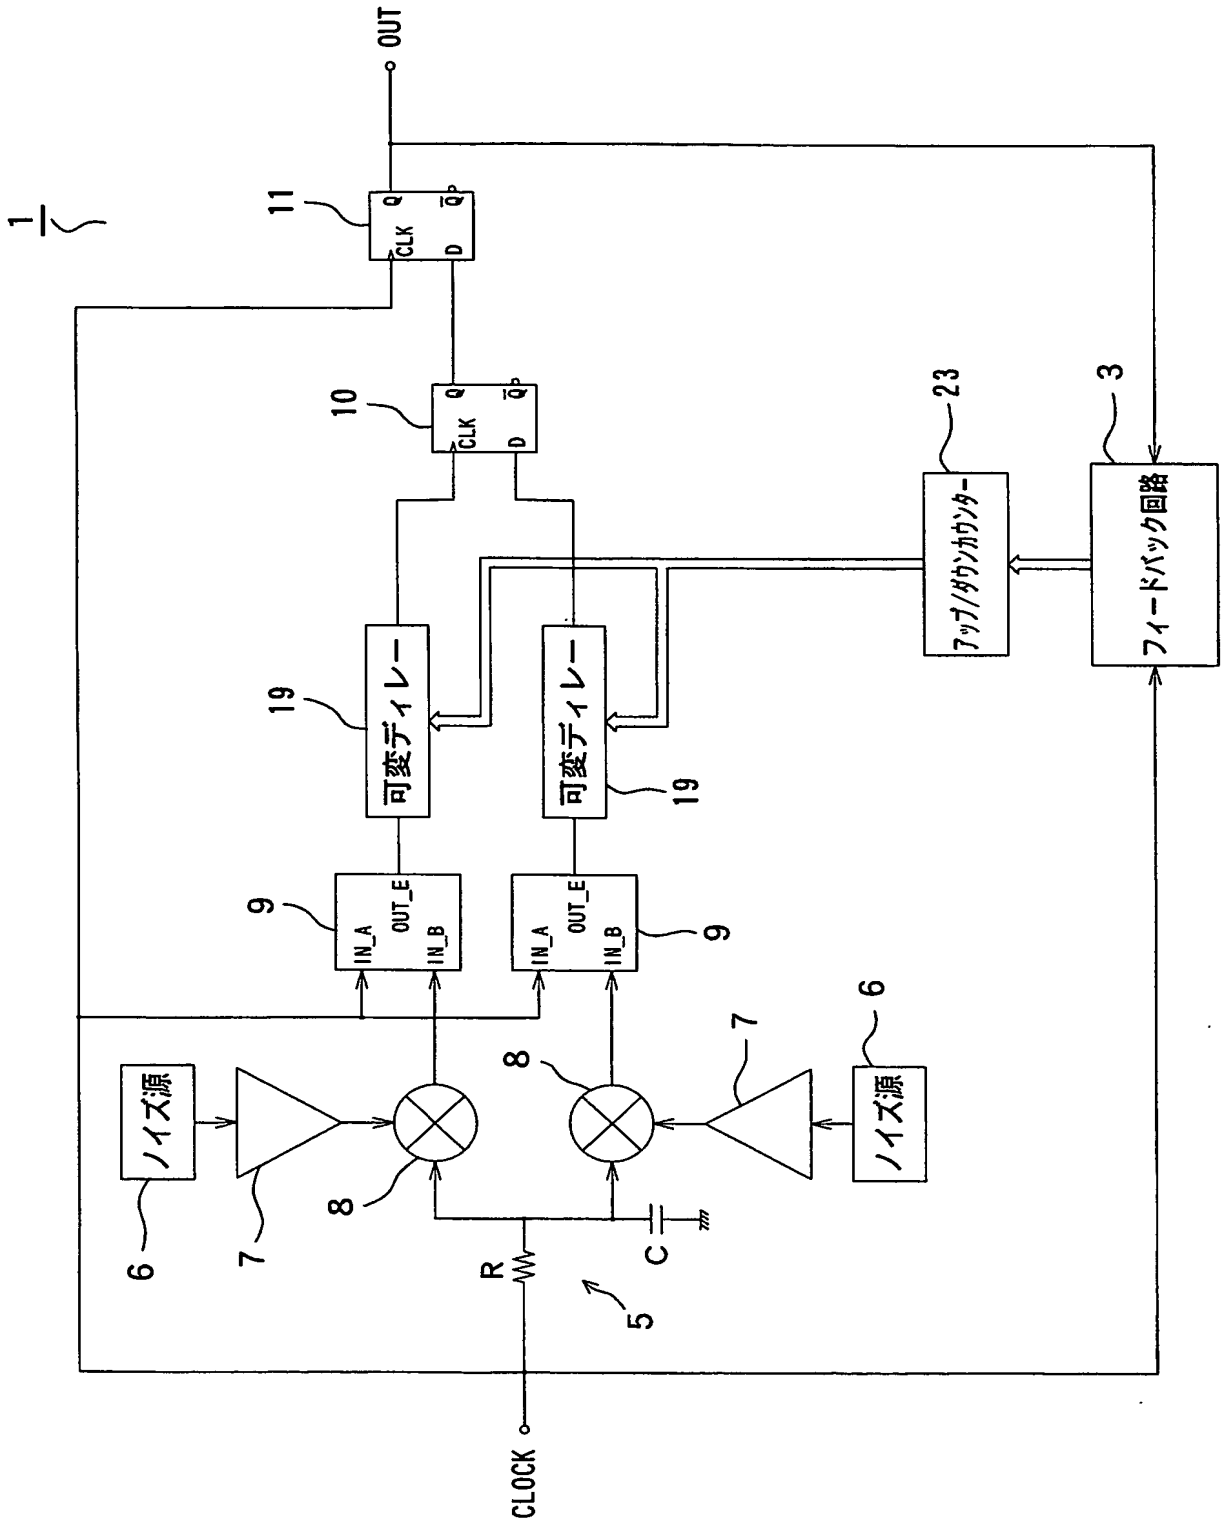 1
OUT
11
Q
CLK
Q̅
D
10
Q
CLK
Q̅
D
23
アップ/ダウンカウンター
3
フィードバック回路
19
可変ディレー
可変ディレー
19
9
IN_A
OUT_E
IN_B
IN_A
OUT_E
IN_B
9
ノイズ源
6
7
8
8
7
6
ノイズ源
R
C
5
CLOCK